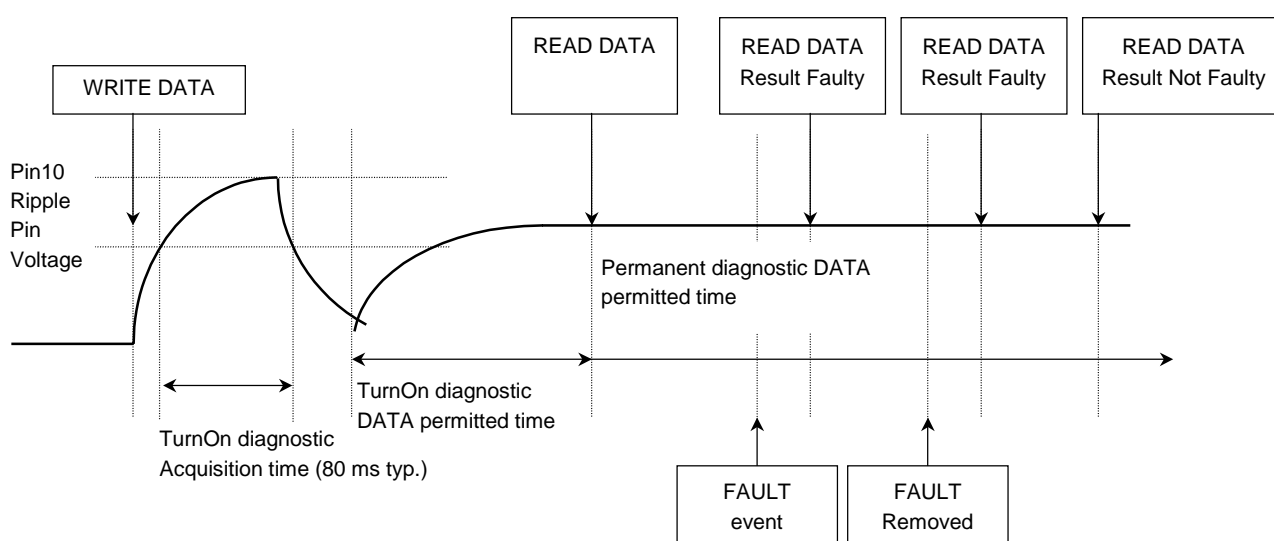 READ DATA
READ DATA
Result Faulty
READ DATA
Result Faulty
READ DATA
Result Not Faulty
WRITE DATA
Pin10
Ripple
Pin
Voltage
Permanent diagnostic DATA
permitted time
TurnOn diagnostic
DATA permitted time
TurnOn diagnostic
Acquisition time (80 ms typ.)
FAULT
event
FAULT
Removed